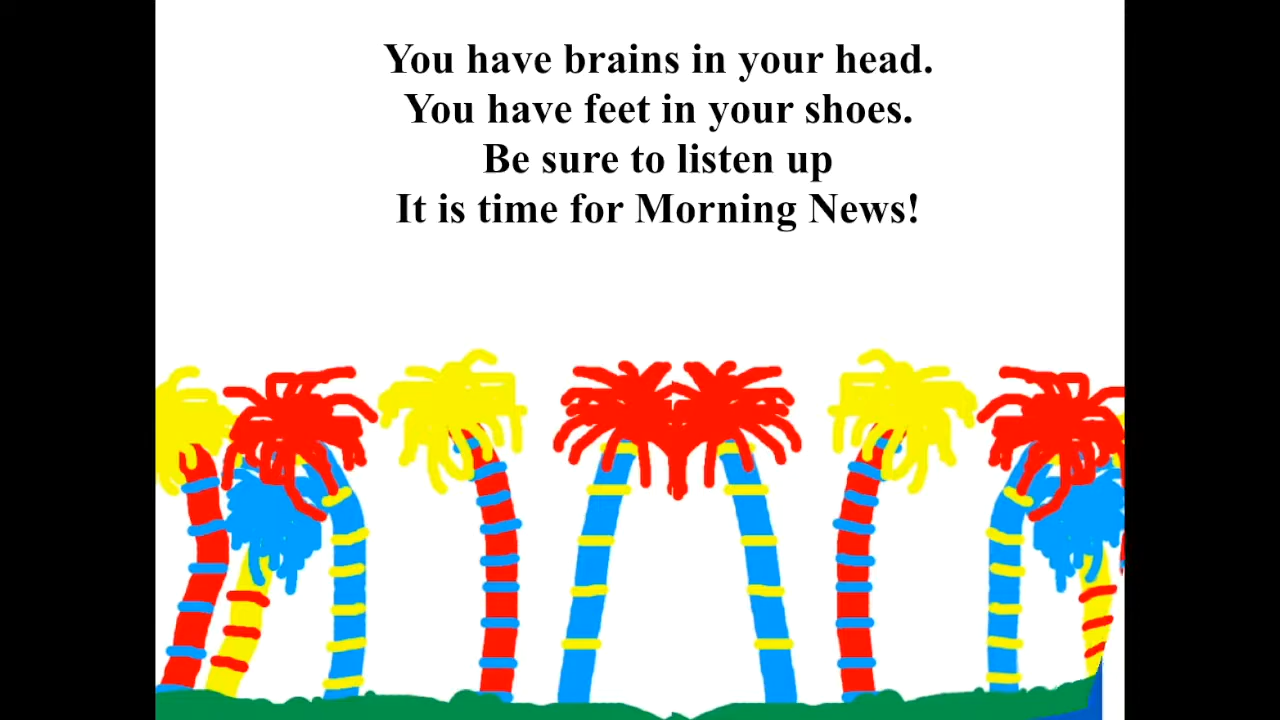 You have brains in your head.
You have feet in your shoes.
Be sure to listen up
It is time for Morning News!